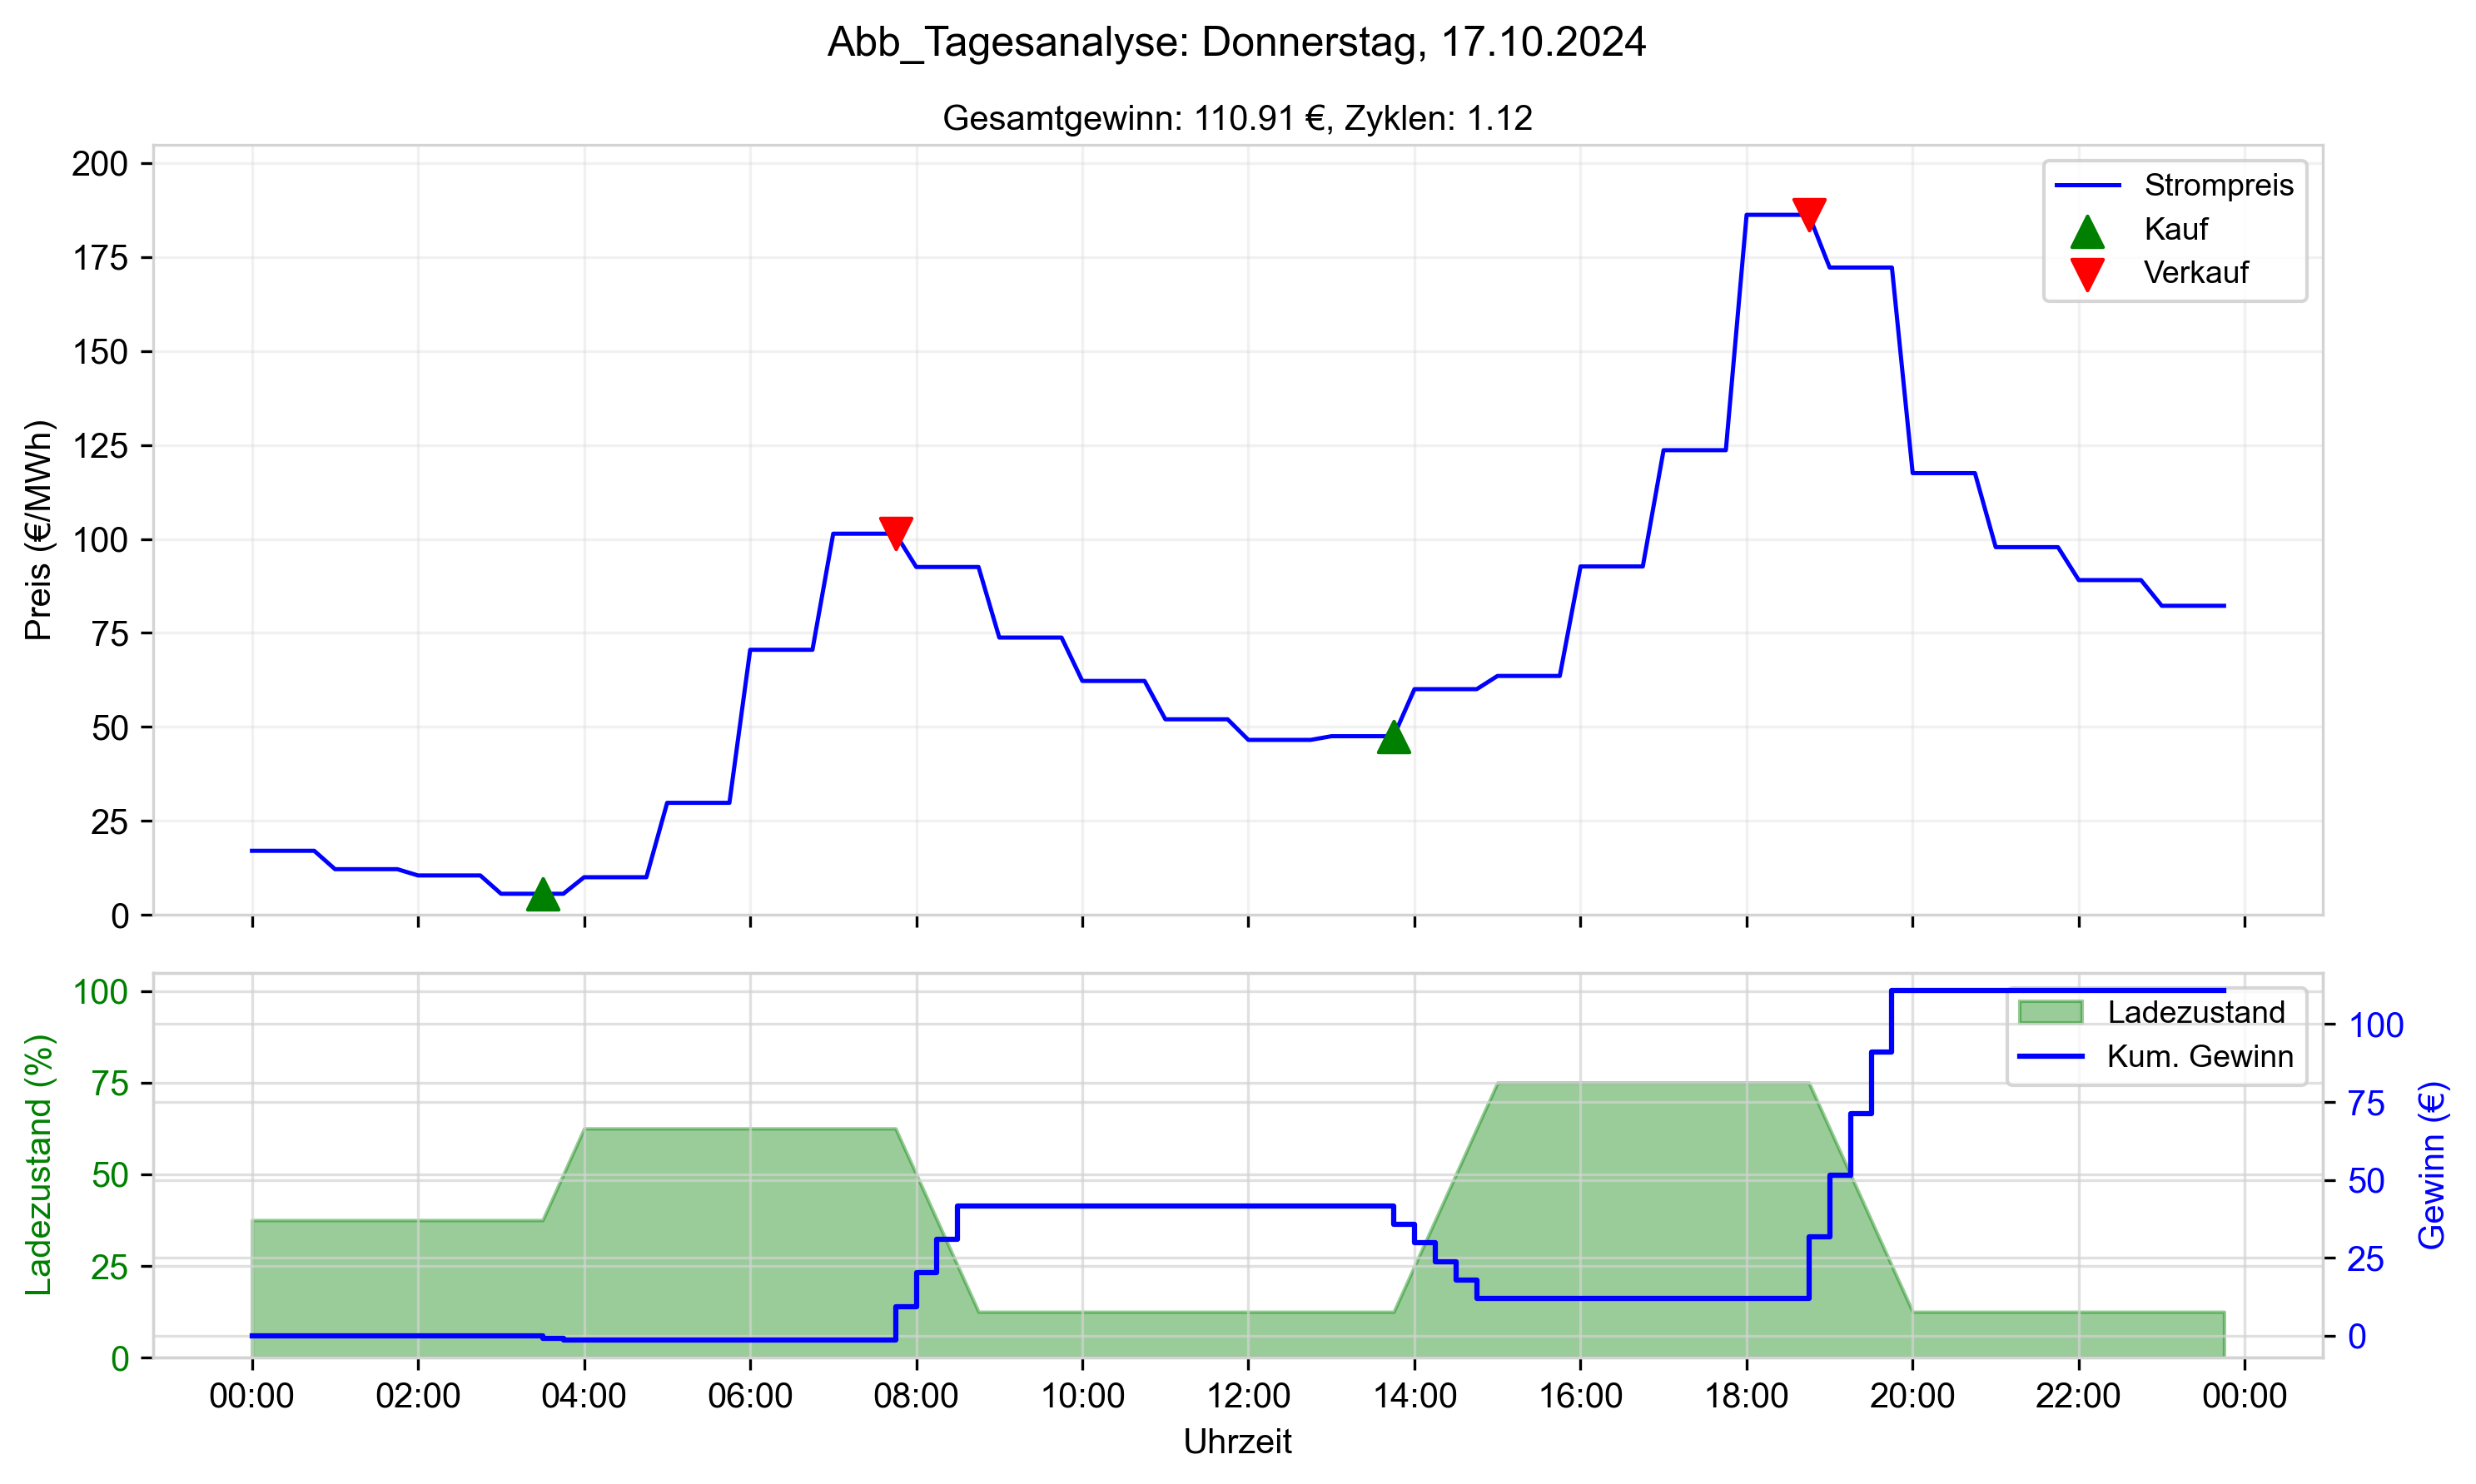 Abb_Tagesanalyse: Donnerstag, 17.10.2024
Gesamtgewinn: 110.91 €, Zyklen: 1.12
Preis (€/MWh)
200
175
150
125
100
75
50
25
0
Strompreis
Kauf
Verkauf
Ladezustand (%)
100
75
50
25
0
Ladezustand
Kum. Gewinn
100
75
50
25
0
Gewinn (€)
00:00 02:00 04:00 06:00 08:00 10:00 12:00 14:00 16:00 18:00 20:00 22:00 00:00
Uhrzeit